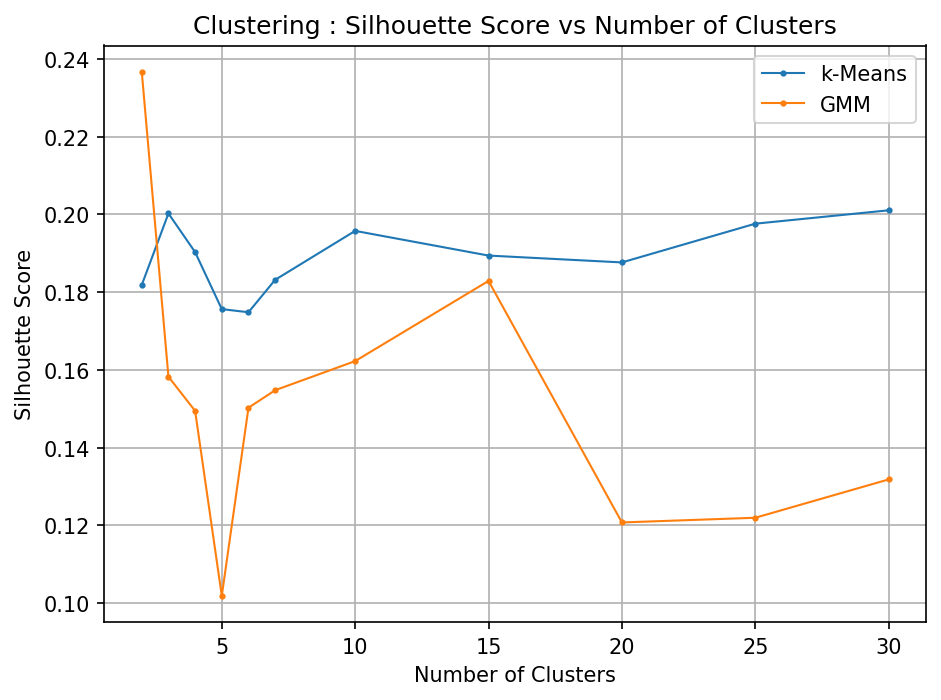 Clustering : Silhouette Score vs Number of Clusters
k-Means
GMM
Silhouette Score
0.24
0.22
0.20
0.18
0.16
0.14
0.12
0.10
5 10 15 20 25 30
Number of Clusters